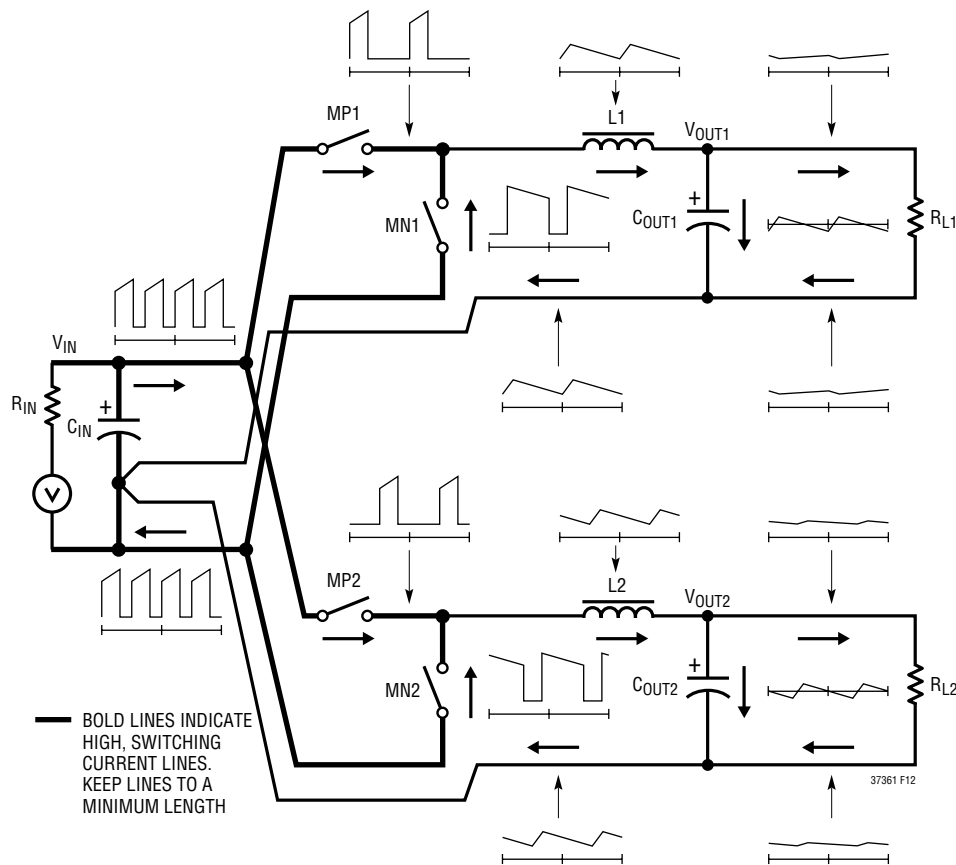 MP1
L1
VOUT1
+
MN1
COUT1
RL1
VIN
+
RIN
CIN
V
MP2
L2
VOUT2
+
MN2
COUT2
RL2
BOLD LINES INDICATE
HIGH, SWITCHING
CURRENT LINES.
KEEP LINES TO A
MINIMUM LENGTH
37361 F12